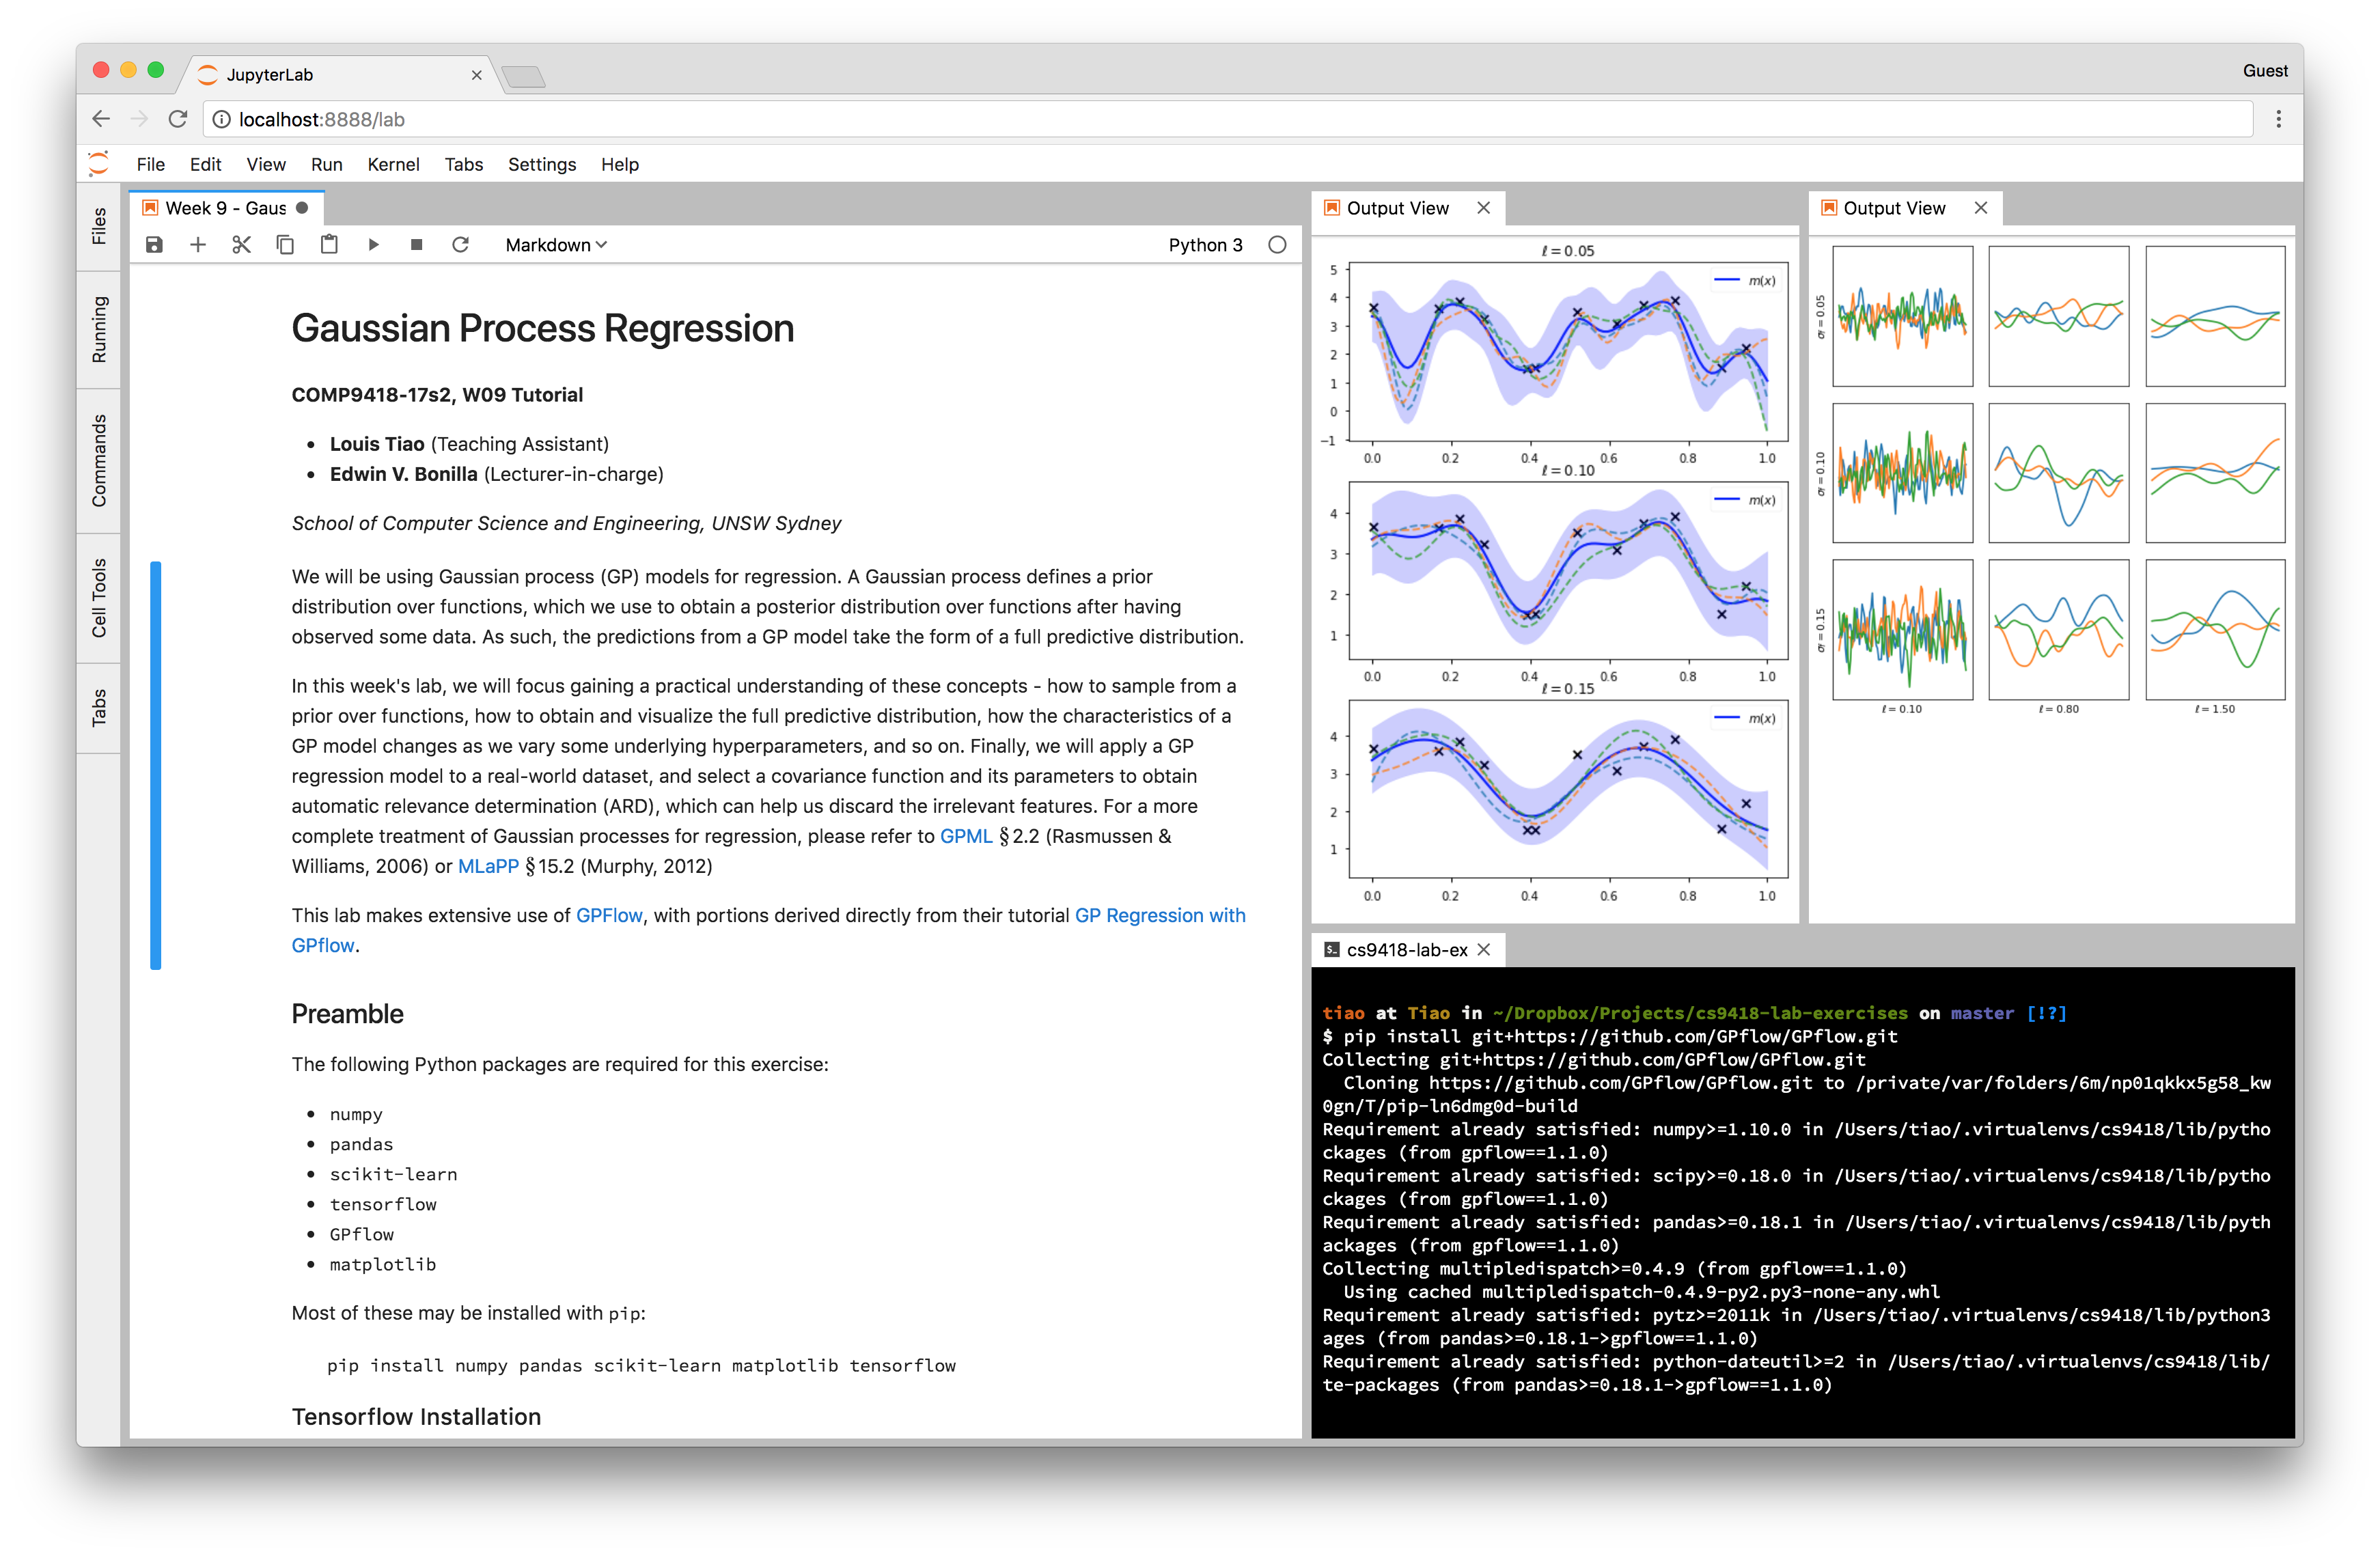 JupyterLab
Guest
localhost:8888/lab
File Edit View Run Kernel Tabs Settings Help
Files
Running
Commands
Cell Tools
Tabs
Week 9 - Gaus
Markdown
Python 3
Gaussian Process Regression
COMP9418-17s2, W09 Tutorial
• Louis Tiao (Teaching Assistant)
• Edwin V. Bonilla (Lecturer-in-charge)
School of Computer Science and Engineering, UNSW Sydney
We will be using Gaussian process (GP) models for regression. A Gaussian process defines a prior
distribution over functions, which we use to obtain a posterior distribution over functions after having
observed some data. As such, the predictions from a GP model take the form of a full predictive distribution.
In this week's lab, we will focus gaining a practical understanding of these concepts - how to sample from a
prior over functions, how to obtain and visualize the full predictive distribution, how the characteristics of a
GP model changes as we vary some underlying hyperparameters, and so on. Finally, we will apply a GP
regression model to a real-world dataset, and select a covariance function and its parameters to obtain
automatic relevance determination (ARD), which can help us discard the irrelevant features. For a more
complete treatment of Gaussian processes for regression, please refer to GPML §2.2 (Rasmussen &
Williams, 2006) or MLaPP §15.2 (Murphy, 2012)
This lab makes extensive use of GPFlow, with portions derived directly from their tutorial GP Regression with
GPflow.
Preamble
The following Python packages are required for this exercise:
• numpy
• pandas
• scikit-learn
• tensorflow
• GPflow
• matplotlib
Most of these may be installed with pip:
pip install numpy pandas scikit-learn matplotlib tensorflow
Tensorflow Installation
Output View
ℓ = 0.05
m(x)
5
4
3
2
1
0
−1
0.0 0.2 0.4 0.6 0.8 1.0
ℓ = 0.10
m(x)
4
3
2
1
0.0 0.2 0.4 0.6 0.8 1.0
ℓ = 0.15
m(x)
4
3
2
1
0.0 0.2 0.4 0.6 0.8 1.0
Output View
σf = 0.05
σf = 0.10
σf = 0.15
ℓ = 0.10 ℓ = 0.80 ℓ = 1.50
cs9418-lab-ex
tiao at Tiao in ~/Dropbox/Projects/cs9418-lab-exercises on master [!?]
$ pip install git+https://github.com/GPflow/GPflow.git
Collecting git+https://github.com/GPflow/GPflow.git
Cloning https://github.com/GPflow/GPflow.git to /private/var/folders/6m/np01qkkx5g58_kw
0gn/T/pip-ln6dmg0d-build
Requirement already satisfied: numpy>=1.10.0 in /Users/tiao/.virtualenvs/cs9418/lib/pytho
ckages (from gpflow==1.1.0)
Requirement already satisfied: scipy>=0.18.0 in /Users/tiao/.virtualenvs/cs9418/lib/pytho
ckages (from gpflow==1.1.0)
Requirement already satisfied: pandas>=0.18.1 in /Users/tiao/.virtualenvs/cs9418/lib/pyth
ackages (from gpflow==1.1.0)
Collecting multipledispatch>=0.4.9 (from gpflow==1.1.0)
Using cached multipledispatch-0.4.9-py2.py3-none-any.whl
Requirement already satisfied: pytz>=2011k in /Users/tiao/.virtualenvs/cs9418/lib/python3
ages (from pandas>=0.18.1->gpflow==1.1.0)
Requirement already satisfied: python-dateutil>=2 in /Users/tiao/.virtualenvs/cs9418/lib/
te-packages (from pandas>=0.18.1->gpflow==1.1.0)